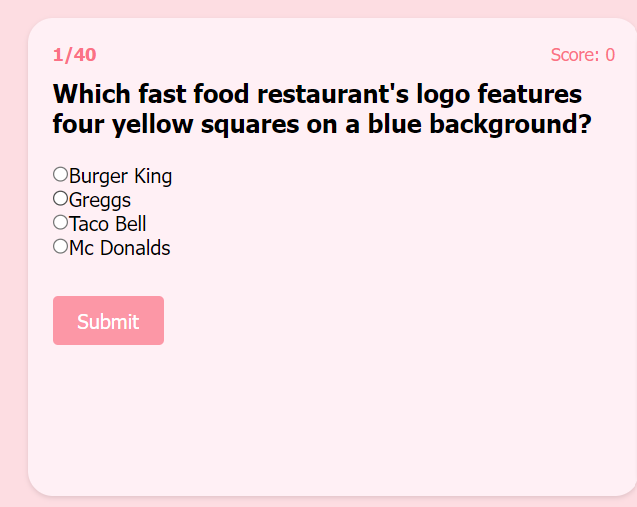 1/40
Score: 0
Which fast food restaurant's logo features
four yellow squares on a blue background?
Burger King
Greggs
Taco Bell
Mc Donalds
Submit